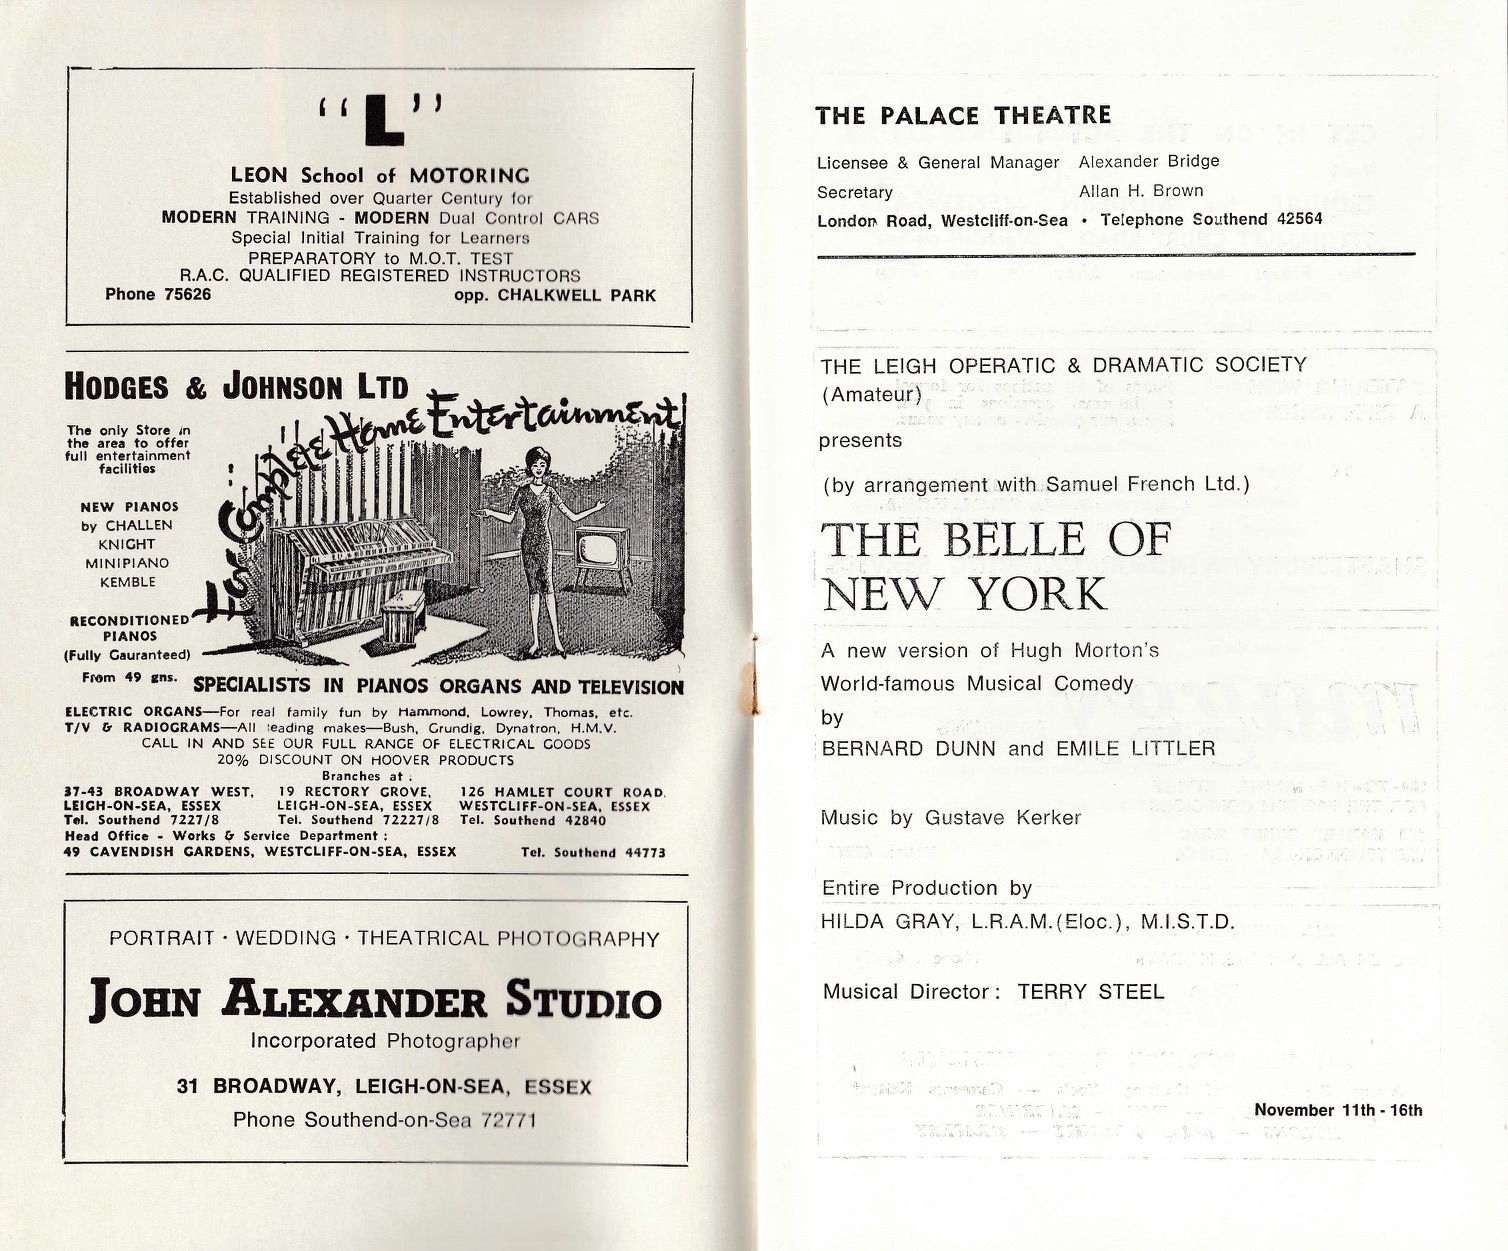 “L”
LEON School of MOTORING
Established over Quarter Century for
MODERN TRAINING - MODERN Dual Control CARS
Special Initial Training for Learners
PREPARATORY to M.O.T. TEST
R.A.C. QUALIFIED REGISTERED INSTRUCTORS
Phone 75626 opp. CHALKWELL PARK
HODGES & JOHNSON LTD
For Complete Home Entertainment!
The only Store in
the area to offer
full entertainment
facilities
NEW PIANOS
by CHALLEN
KNIGHT
MINIPIANO
KEMBLE
RECONDITIONED
PIANOS
(Fully Gauranteed)
From 49 gns.
SPECIALISTS IN PIANOS ORGANS AND TELEVISION
ELECTRIC ORGANS—For real family fun by Hammond, Lowrey, Thomas, etc.
T/V & RADIOGRAMS—All leading makes—Bush, Grundig, Dynatron, H.M.V.
CALL IN AND SEE OUR FULL RANGE OF ELECTRICAL GOODS
20% DISCOUNT ON HOOVER PRODUCTS
Branches at :
37-43 BROADWAY WEST, 19 RECTORY GROVE, 126 HAMLET COURT ROAD.
LEIGH-ON-SEA, ESSEX LEIGH-ON-SEA, ESSEX WESTCLIFF-ON-SEA, ESSEX
Tel. Southend 7227/8 Tel. Southend 72227/8 Tel. Southend 42840
Head Office - Works & Service Department :
49 CAVENDISH GARDENS, WESTCLIFF-ON-SEA, ESSEX Tel. Southend 44773
PORTRAIT · WEDDING · THEATRICAL PHOTOGRAPHY
JOHN ALEXANDER STUDIO
Incorporated Photographer
31 BROADWAY, LEIGH-ON-SEA, ESSEX
Phone Southend-on-Sea 72771
THE PALACE THEATRE
Licensee & General Manager Alexander Bridge
Secretary Allan H. Brown
London Road, Westcliff-on-Sea • Telephone Southend 42564
THE LEIGH OPERATIC & DRAMATIC SOCIETY
(Amateur)
presents
(by arrangement with Samuel French Ltd.)
THE BELLE OF
NEW YORK
A new version of Hugh Morton's
World-famous Musical Comedy
by
BERNARD DUNN and EMILE LITTLER
Music by Gustave Kerker
Entire Production by
HILDA GRAY, L.R.A.M.(Eloc.), M.I.S.T.D.
Musical Director : TERRY STEEL
November 11th - 16th